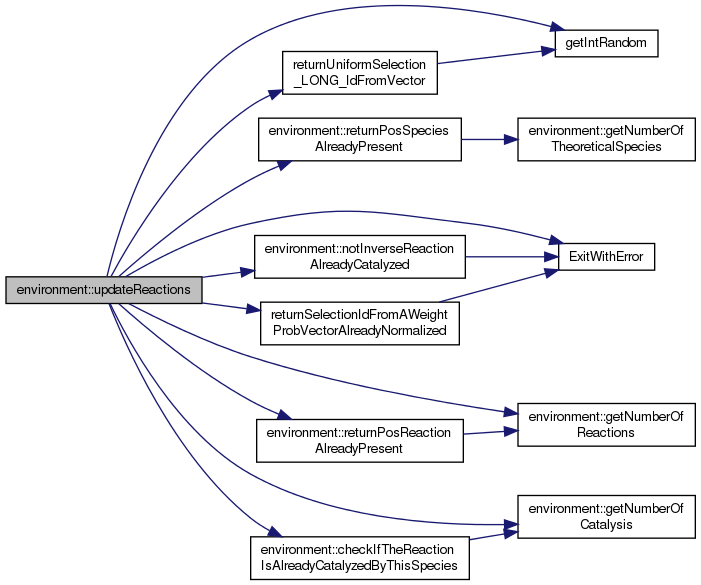 getIntRandom
returnUniformSelection
_LONG_IdFromVector
environment::returnPosSpecies
AlreadyPresent
environment::getNumberOf
TheoreticalSpecies
environment::notInverseReaction
AlreadyCatalyzed
ExitWithError
environment::updateReactions
returnSelectionIdFromAWeight
ProbVectorAlreadyNormalized
environment::getNumberOf
Reactions
environment::returnPosReaction
AlreadyPresent
environment::getNumberOf
Catalysis
environment::checkIfTheReaction
IsAlreadyCatalyzedByThisSpecies